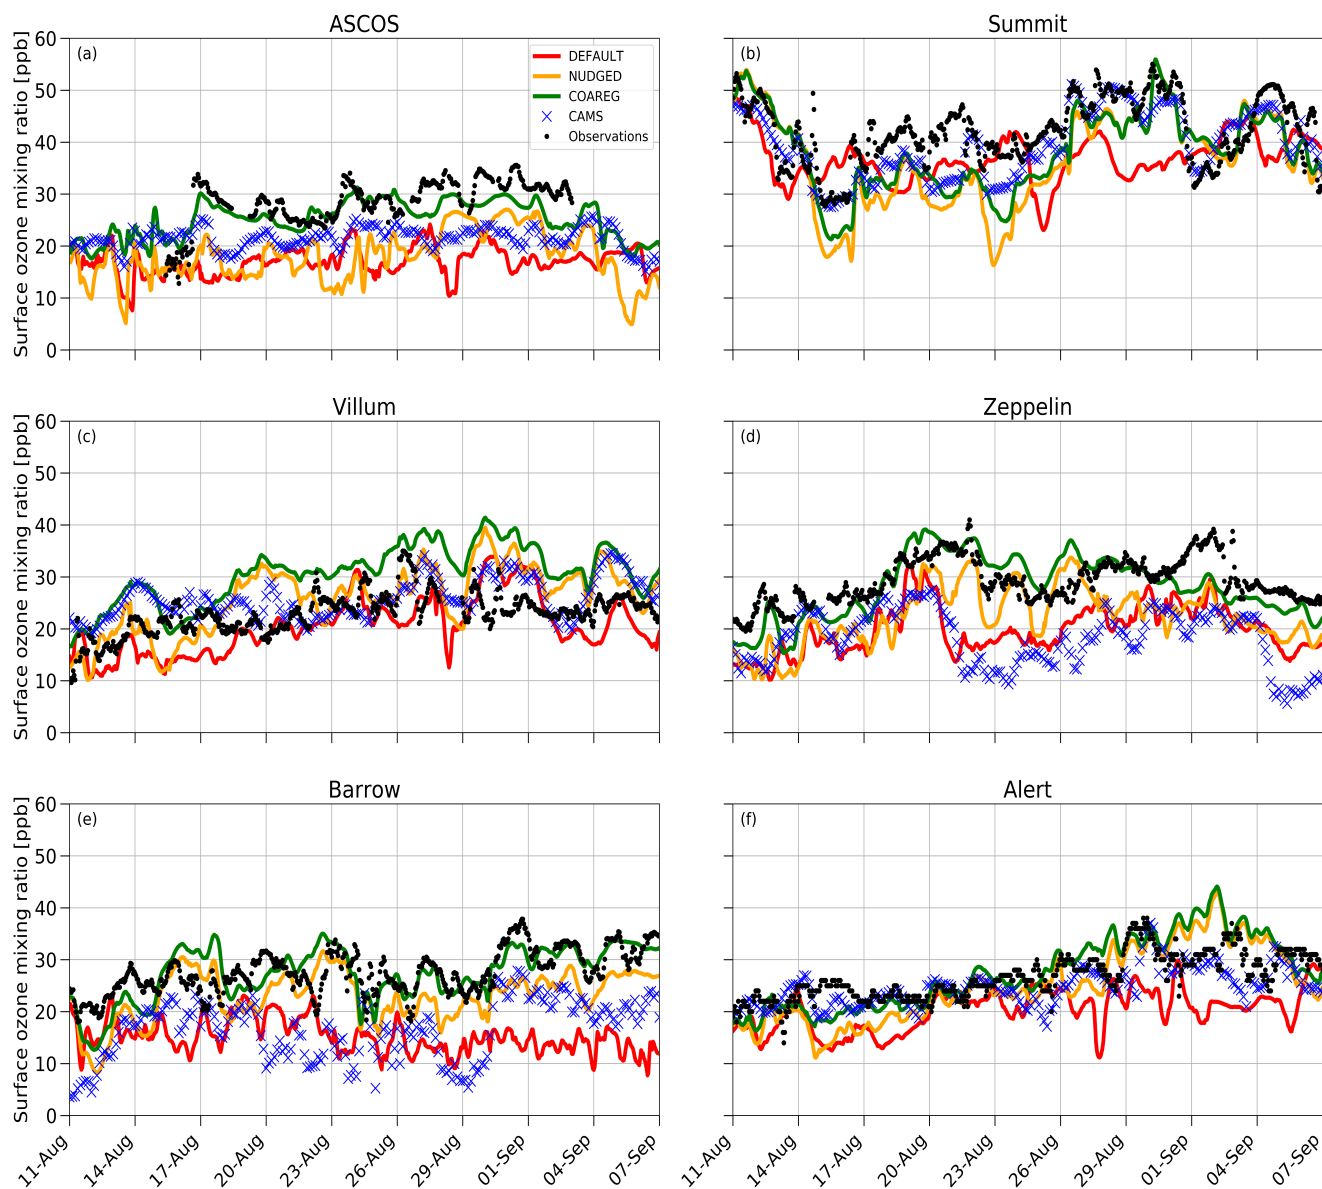 ASCOS
Surface ozone mixing ratio [ppb]
60
50
40
30
20
10
0
(a)
DEFAULT
NUDGED
COAREG
CAMS
Observations
Summit
(b)
Villum
Surface ozone mixing ratio [ppb]
60
50
40
30
20
10
0
(c)
Zeppelin
(d)
Barrow
Surface ozone mixing ratio [ppb]
60
50
40
30
20
10
0
(e)
11-Aug
14-Aug
17-Aug
20-Aug
23-Aug
26-Aug
29-Aug
01-Sep
04-Sep
07-Sep
Alert
(f)
11-Aug
14-Aug
17-Aug
20-Aug
23-Aug
26-Aug
29-Aug
01-Sep
04-Sep
07-Sep